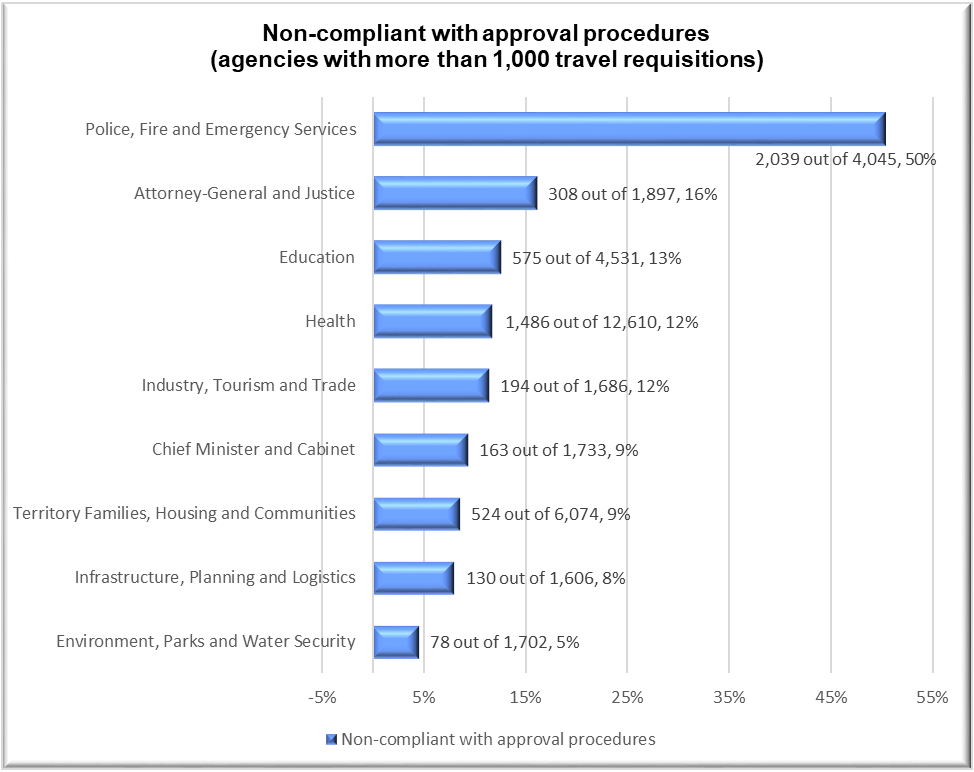 Non-compliant with approval procedures
(agencies with more than 1,000 travel requisitions)
Police, Fire and Emergency Services
2,039 out of 4,045, 50%
Attorney-General and Justice
308 out of 1,897, 16%
Education
575 out of 4,531, 13%
Health
1,486 out of 12,610, 12%
Industry, Tourism and Trade
194 out of 1,686, 12%
Chief Minister and Cabinet
163 out of 1,733, 9%
Territory Families, Housing and Communities
524 out of 6,074, 9%
Infrastructure, Planning and Logistics
130 out of 1,606, 8%
Environment, Parks and Water Security
78 out of 1,702, 5%
-5% 5% 15% 25% 35% 45% 55%
Non-compliant with approval procedures